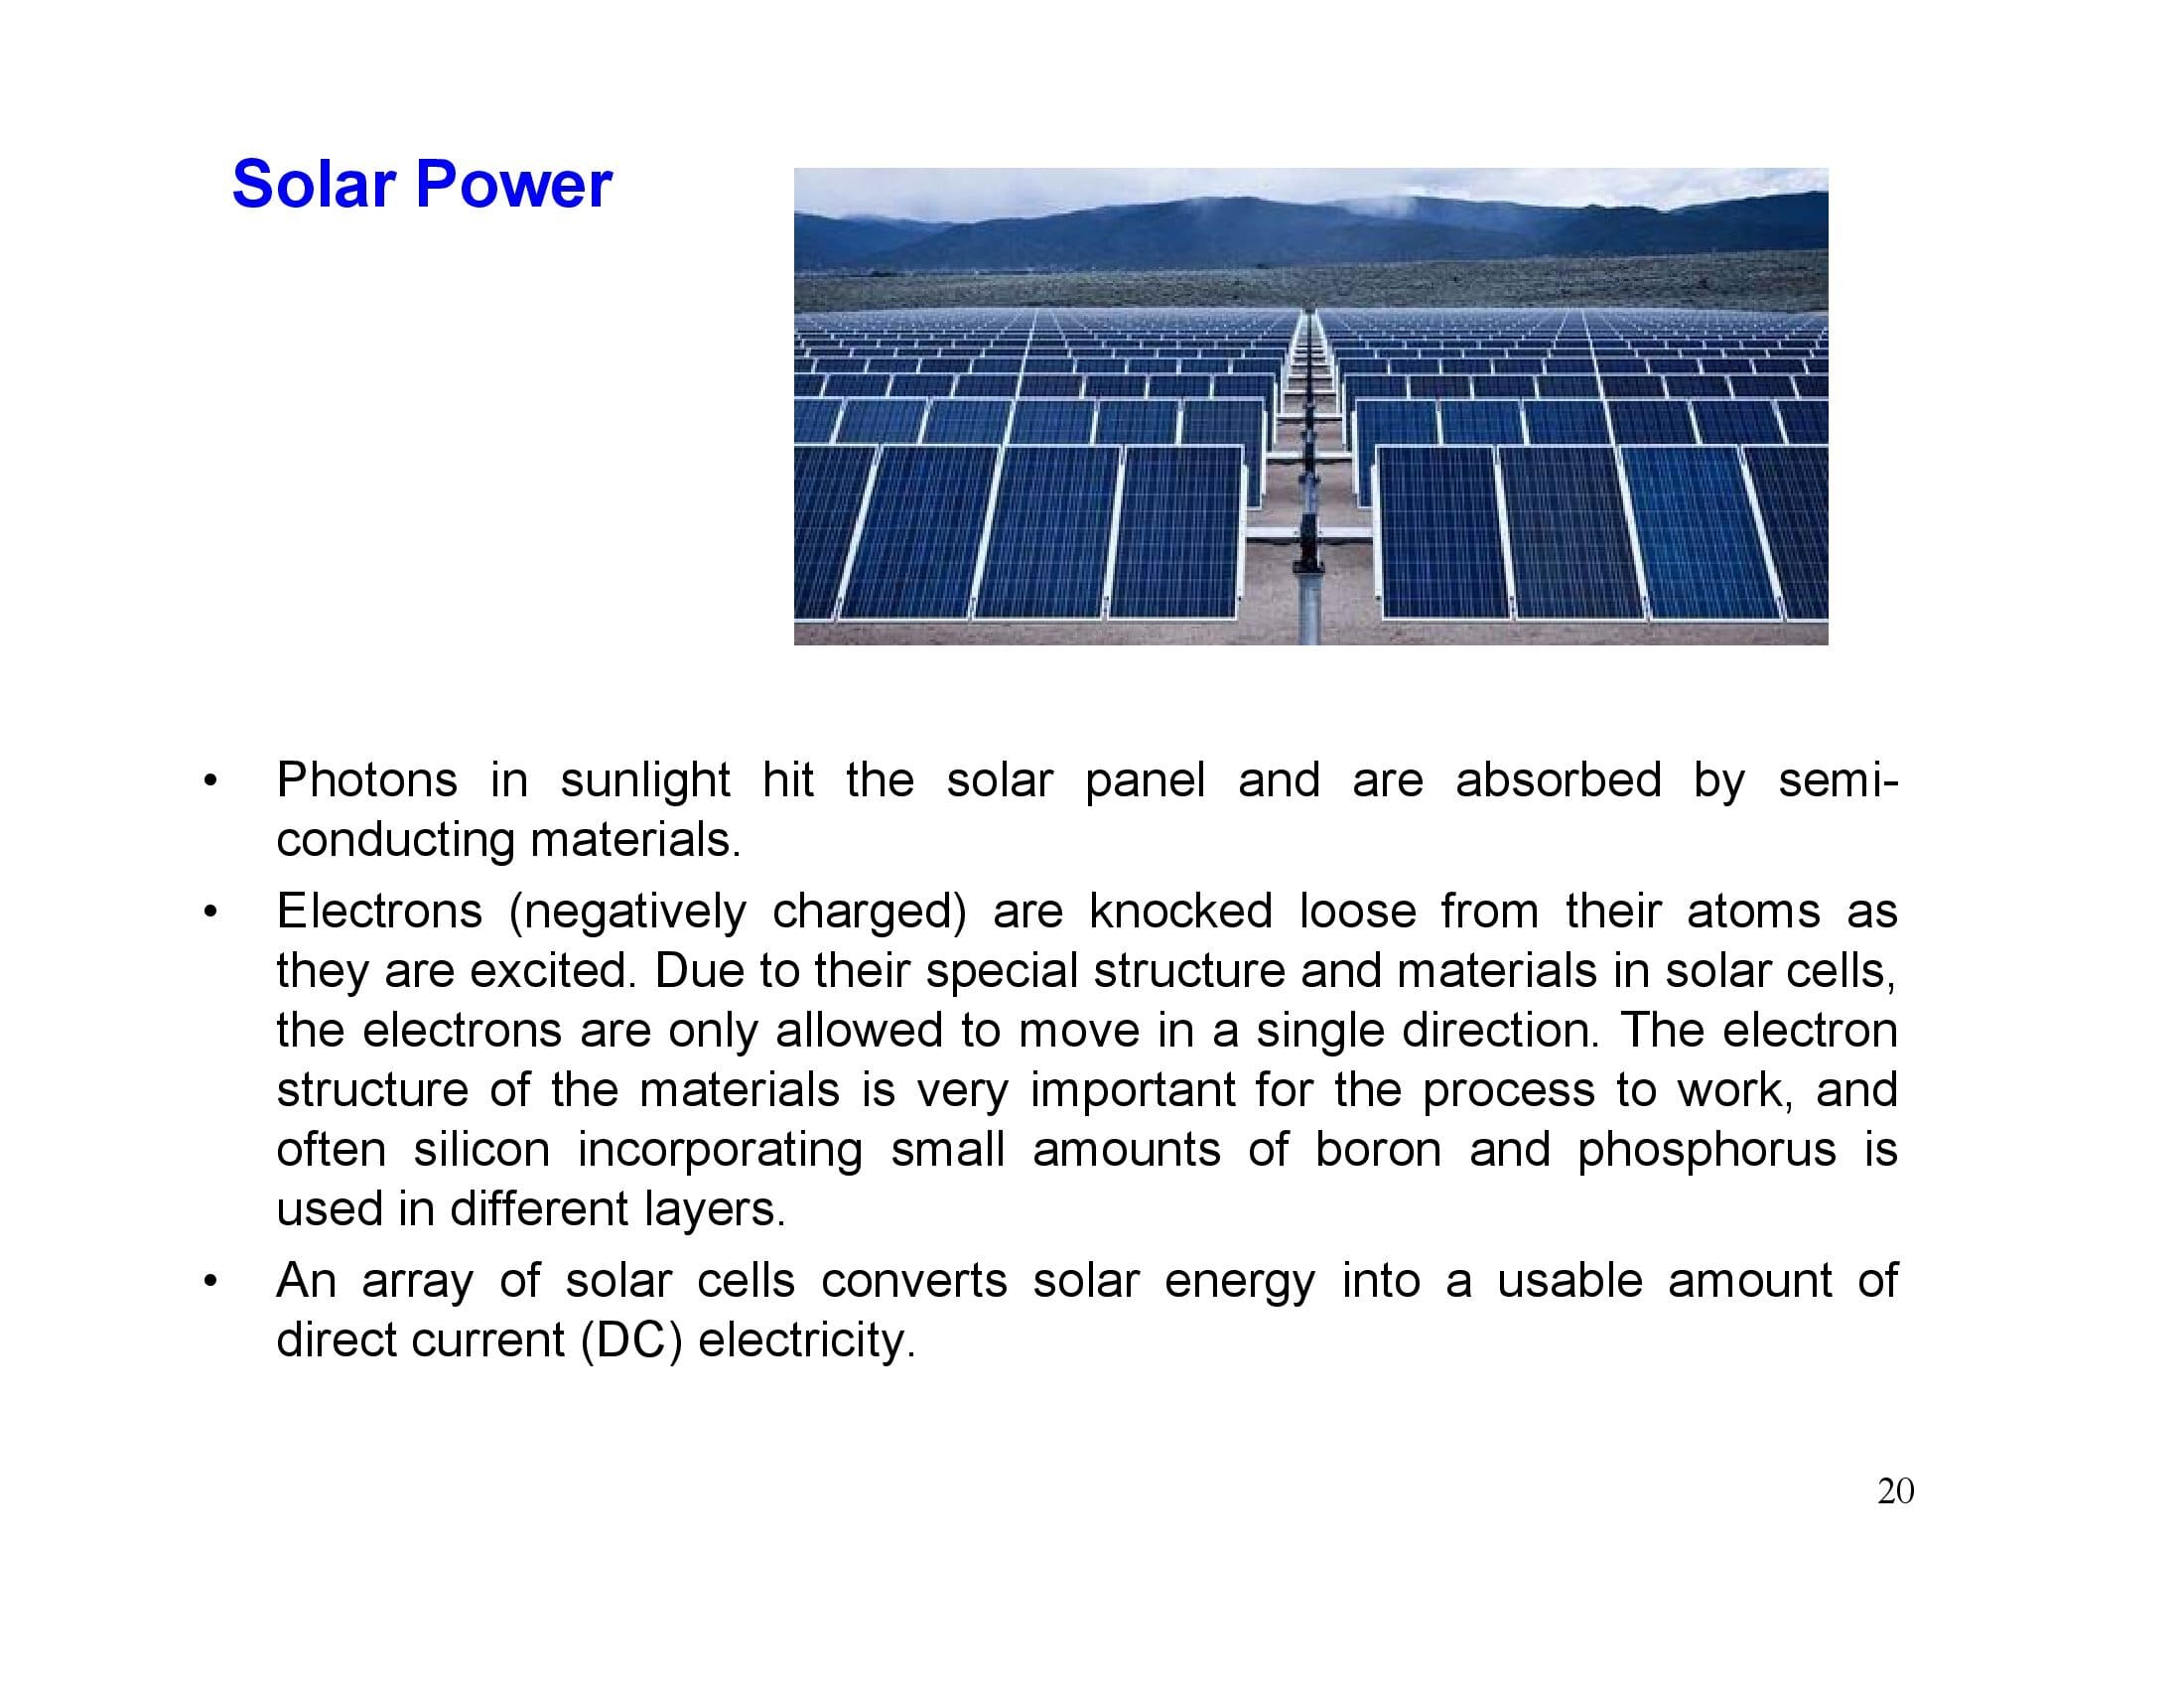 Solar Power
• Photons in sunlight hit the solar panel and are absorbed by semi-
conducting materials.
• Electrons (negatively charged) are knocked loose from their atoms as
they are excited. Due to their special structure and materials in solar cells,
the electrons are only allowed to move in a single direction. The electron
structure of the materials is very important for the process to work, and
often silicon incorporating small amounts of boron and phosphorus is
used in different layers.
• An array of solar cells converts solar energy into a usable amount of
direct current (DC) electricity.
20